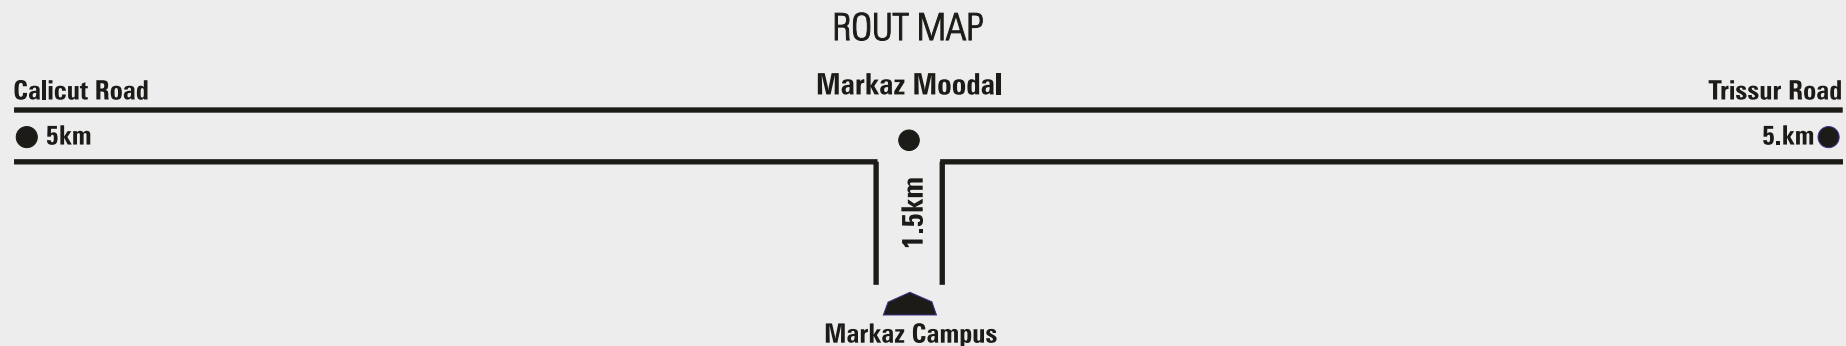 ROUT MAP
Calicut Road
Markaz Moodal
Trissur Road
5km
5.km
1.5km
Markaz Campus